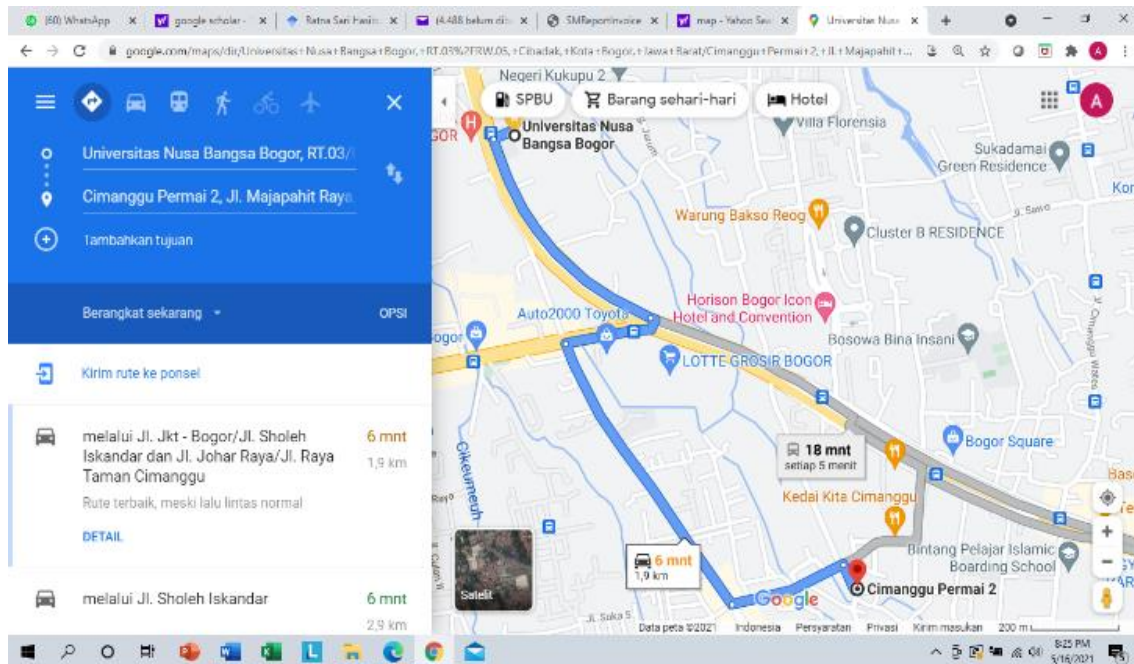 (60) WhatsApp
google scholar -
Ratna Sari Hasib...
(4.488 belum di
SMReportInvoice
map - Yahoo Sea
Universitas Nusa
google.com/maps/dir/Universitas+Nusa+Bangsa+Bogor,+RT.03%2FRW.05,+Cibadak,+Kota+Bogor,+Jawa+Barat/Cimanggu+Permai+2,+Jl.+Majapahit+...
Universitas Nusa Bangsa Bogor, RT.03/
Cimanggu Permai 2, Jl. Majapahit Raya
Tambahkan tujuan
Berangkat sekarang
OPSI
Kirim rute ke ponsel
melalui Jl. Jkt - Bogor/Jl. Sholeh
Iskandar dan Jl. Johar Raya/Jl. Raya
Taman Cimanggu
6 mnt
1,9 km
Rute terbaik, meski lalu lintas normal
DETAIL
melalui Jl. Sholeh Iskandar
6 mnt
2,9 km
Negeri Kukupu 2
SPBU
Barang sehari-hari
Hotel
A
GOR
Universitas Nusa
Bangsa Bogor
Villa Florensia
Sukadamai
Green Residence
Kor
Warung Bakso Reog
Cluster B RESIDENCE
Horison Bogor Icon
Hotel and Convention
Auto2000 Toyota
ogor
Bosowa Bina Insani
LOTTE GROSIR BOGOR
Bogor Square
18 mnt
setiap 5 menit
Kedai Kita Cimanggu
Cikeumeuh
Bintang Pelajar Islamic
Boarding School
6 mnt
1,9 km
Cimanggu Permai 2
Satelit
Google
Jl. Suka S
Data peta ©2021
Indonesia
Persyaratan
Privasi
Kirim masukan
200 m
8:25 PM
5/16/2021